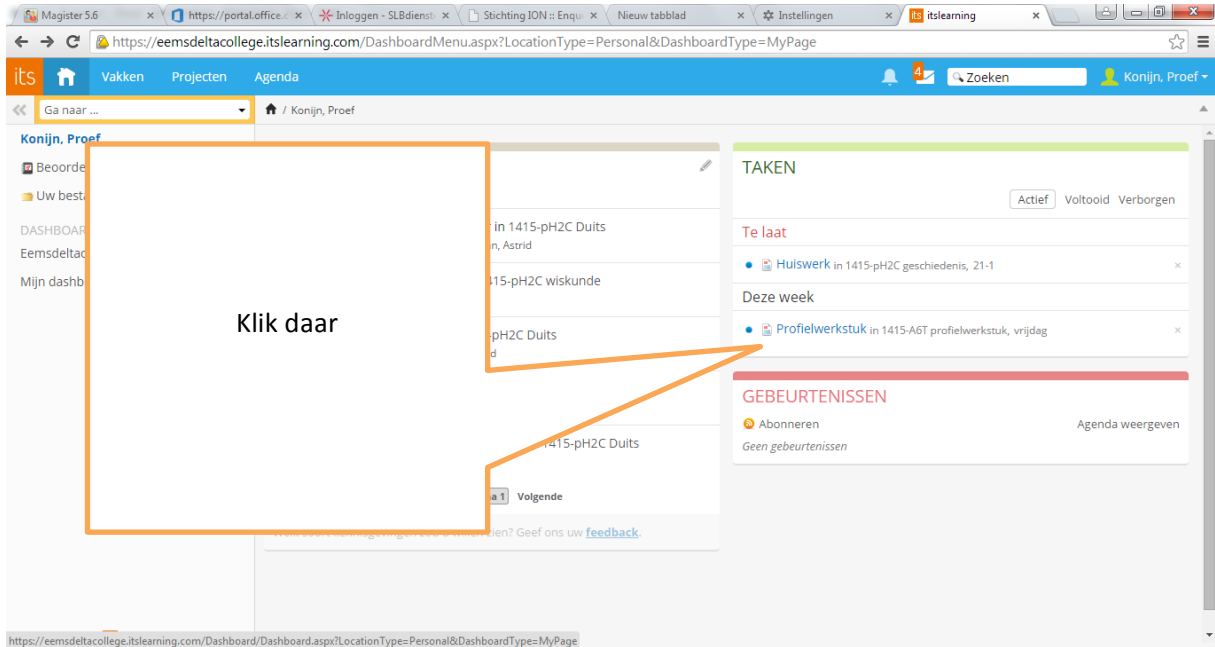 Magister 5.6
https://portal.office.c
Inloggen - SLBdienst
Stichting ION :: Enqu
Nieuw tabblad
Instellingen
itslearning
https://eemsdeltacollege.itslearning.com/DashboardMenu.aspx?LocationType=Personal&DashboardType=MyPage
its Vakken Projecten Agenda 4 Zoeken Konijn, Proef
Ga naar ... / Konijn, Proef
Konijn, Proef
Beoorde
Uw besta
DASHBOAR
Eemsdeltac
Mijn dashb
Klik daar
in 1415-pH2C Duits
n, Astrid
415-pH2C wiskunde
-pH2C Duits
d
1415-pH2C Duits
a 1 Volgende
zien? Geef ons uw feedback.
TAKEN
Actief Voltooid Verborgen
Te laat
Huiswerk in 1415-pH2C geschiedenis, 21-1
Deze week
Profielwerkstuk in 1415-A6T profielwerkstuk, vrijdag
GEBEURTENISSEN
Abonneren Agenda weergeven
Geen gebeurtenissen
https://eemsdeltacollege.itslearning.com/Dashboard/Dashboard.aspx?LocationType=Personal&DashboardType=MyPage